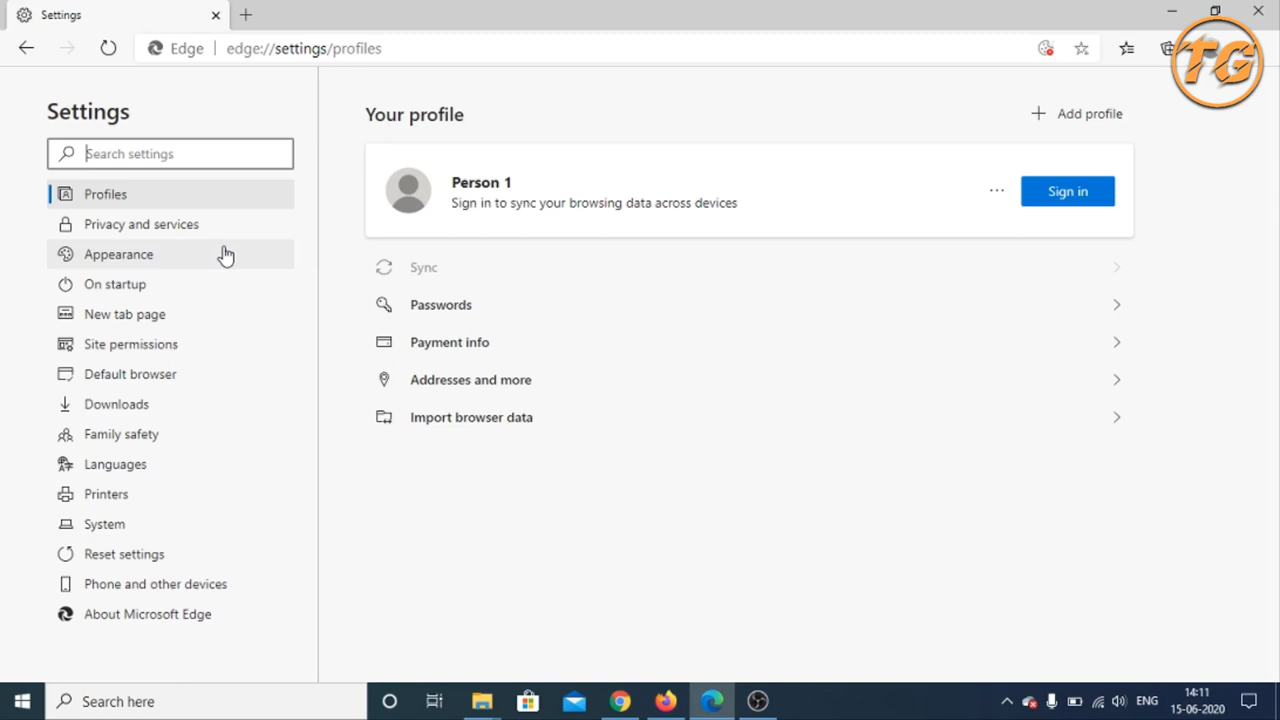 Settings
Edge
edge://settings/profiles
TG
Settings
Search settings
Profiles
Privacy and services
Appearance
On startup
New tab page
Site permissions
Default browser
Downloads
Family safety
Languages
Printers
System
Reset settings
Phone and other devices
About Microsoft Edge
Your profile
Add profile
Person 1
Sign in to sync your browsing data across devices
Sign in
Sync
Passwords
Payment info
Addresses and more
Import browser data
Search here
ENG
14:11
15-06-2020